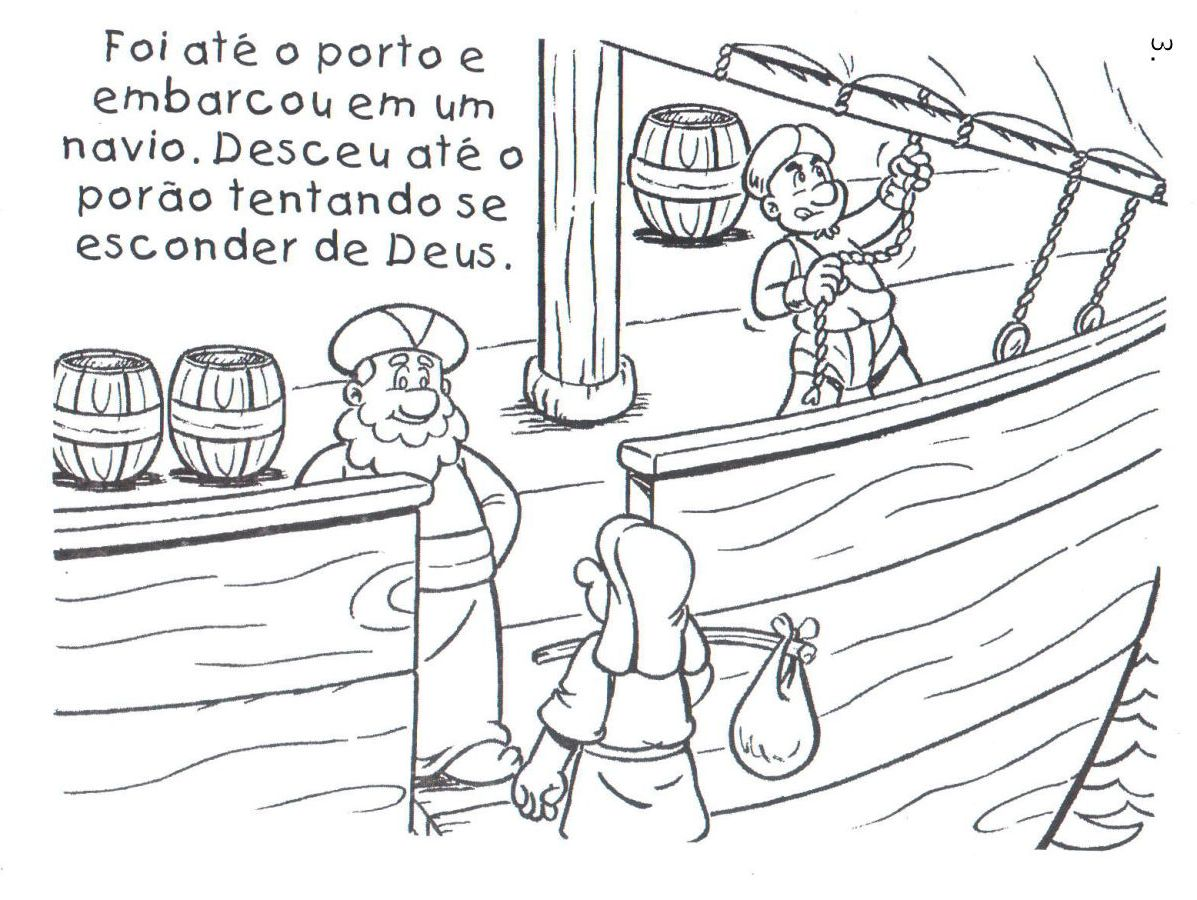 Foi até o porto e
embarcou em um
navio. Desceu até o
porão tentando se
esconder de Deus.
3.